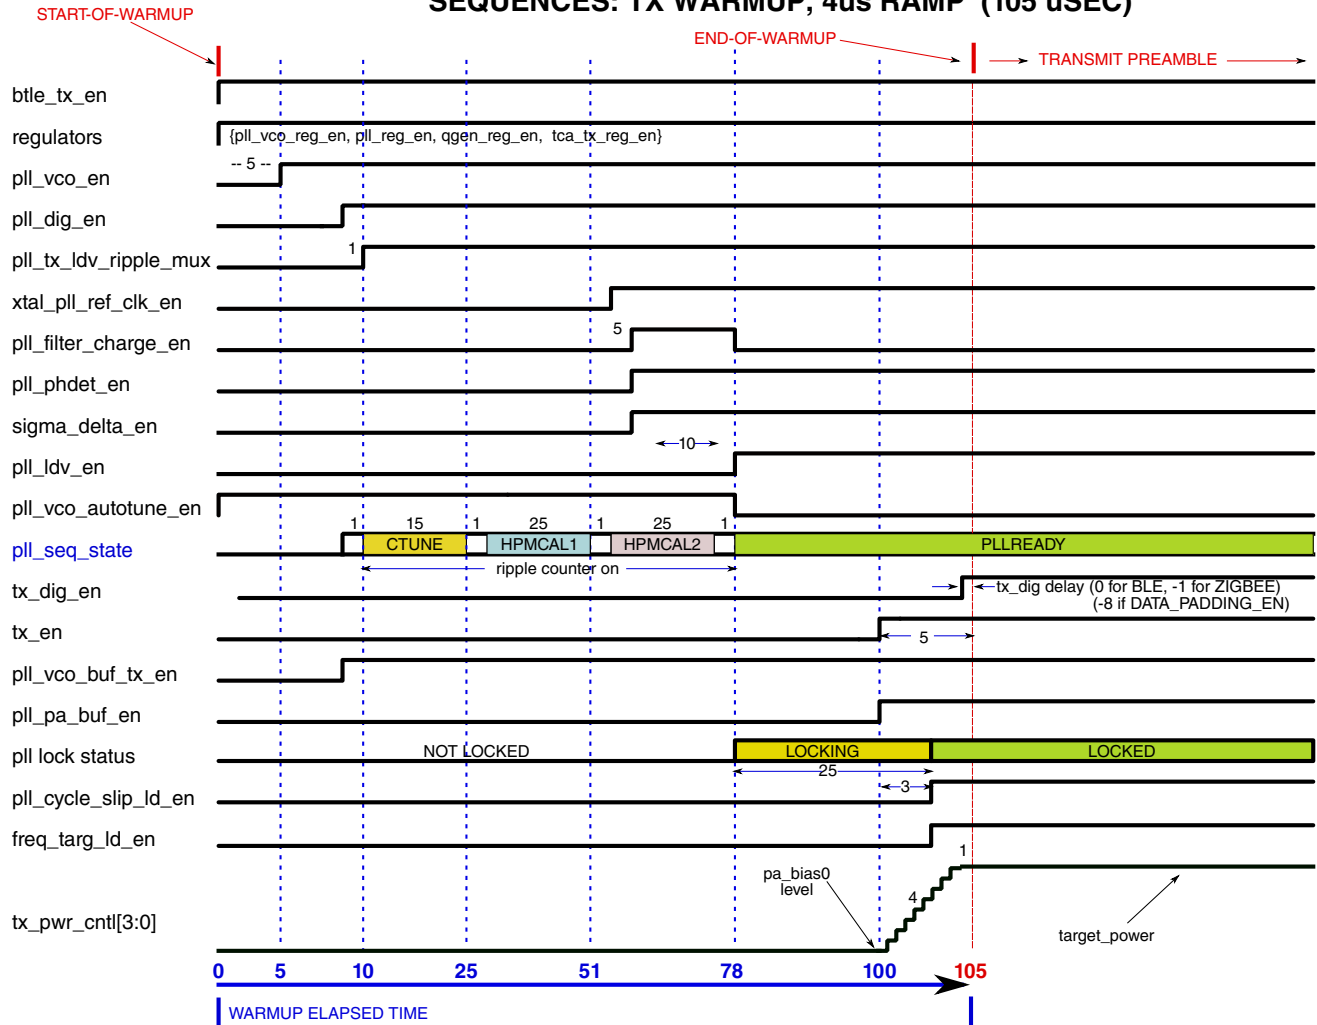 SEQUENCES: TX WARMUP, 4us RAMP (105 uSEC)
START-OF-WARMUP
END-OF-WARMUP
TRANSMIT PREAMBLE
btle_tx_en
regulators
{pll_vco_reg_en, pll_reg_en, qgen_reg_en, tca_tx_reg_en}
-- 5 --
pll_vco_en
pll_dig_en
1
pll_tx_ldv_ripple_mux
xtal_pll_ref_clk_en
5
pll_filter_charge_en
pll_phdet_en
sigma_delta_en
10
pll_ldv_en
pll_vco_autotune_en
1 15 1 25 1 25 1
pll_seq_state
CTUNE HPMCAL1 HPMCAL2 PLLREADY
ripple counter on
tx_dig_en
tx_dig delay (0 for BLE, -1 for ZIGBEE)
(-8 if DATA_PADDING_EN)
tx_en
5
pll_vco_buf_tx_en
pll_pa_buf_en
pll lock status
NOT LOCKED LOCKING LOCKED
25
3
pll_cycle_slip_ld_en
freq_targ_ld_en
1
pa_bias0
level
4
tx_pwr_cntl[3:0]
target_power
0 5 10 25 51 78 100 105
WARMUP ELAPSED TIME